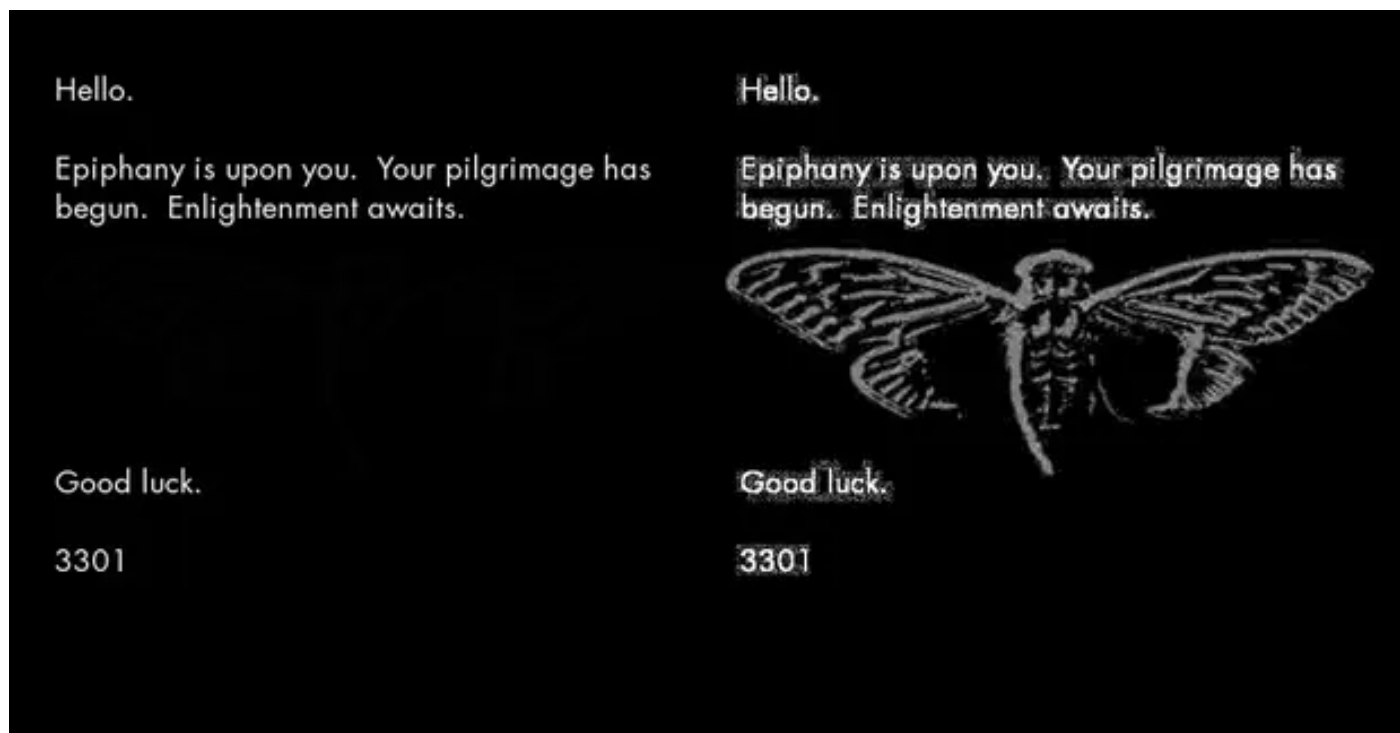 Hello.
Epiphany is upon you.  Your pilgrimage has
begun.  Enlightenment awaits.
Good luck.
3301
Hello.
Epiphany is upon you.  Your pilgrimage has
begun.  Enlightenment awaits.
Good luck.
3301